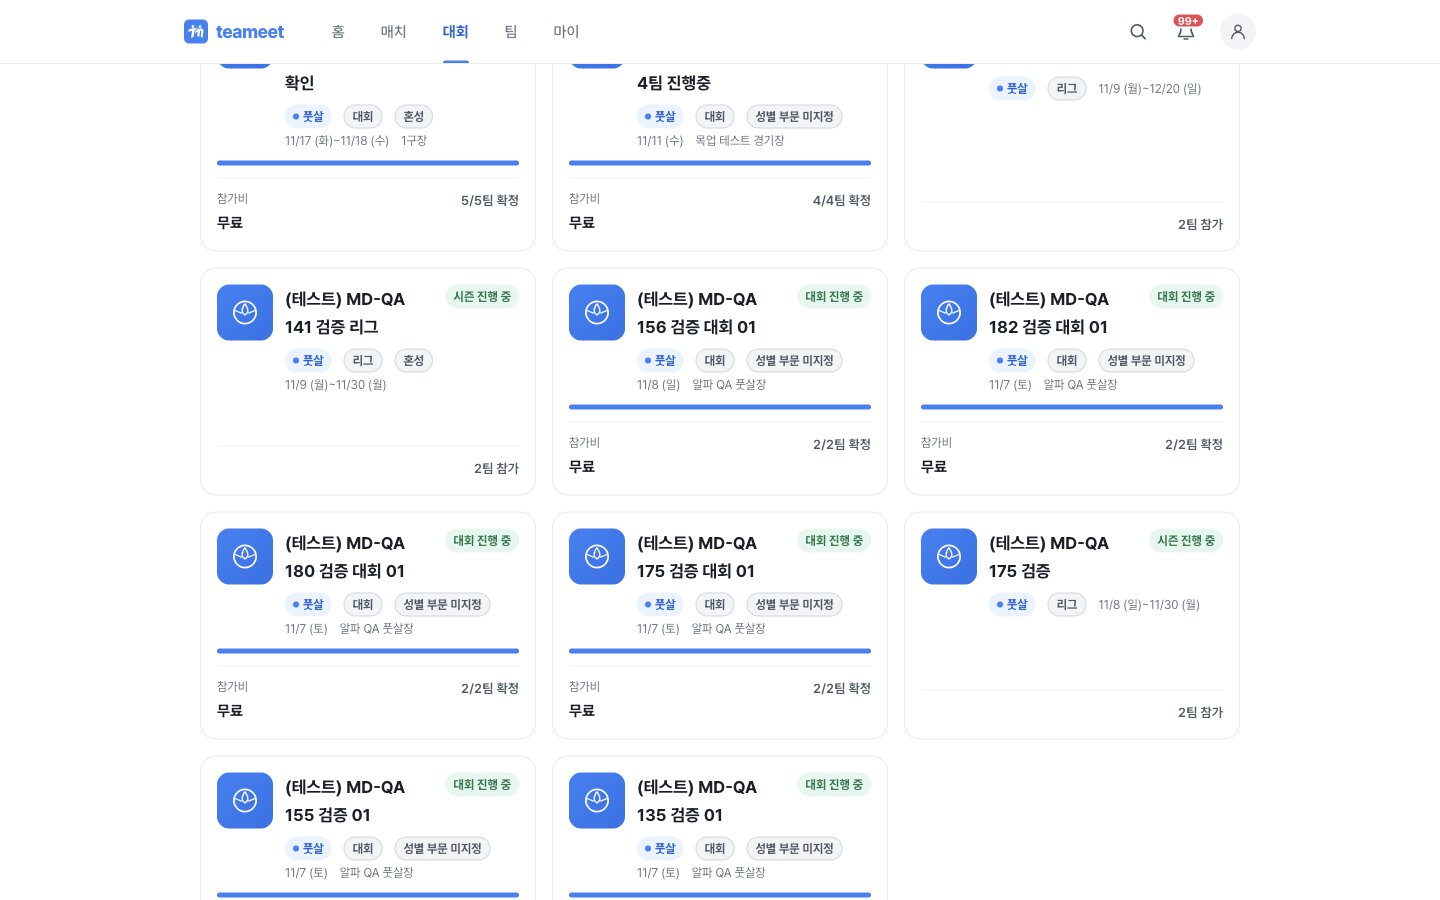 teameet
홈
매치
대회
팀
마이
99+
확인
풋살
대회
혼성
11/17 (화)~11/18 (수) 1구장
참가비
5/5팀 확정
무료
4팀 진행중
풋살
대회
성별 부문 미지정
11/11 (수) 목업 테스트 경기장
참가비
4/4팀 확정
무료
풋살
리그
11/9 (월)~12/20 (일)
2팀 참가
(테스트) MD-QA
141 검증 리그
시즌 진행 중
풋살
리그
혼성
11/9 (월)~11/30 (월)
2팀 참가
(테스트) MD-QA
156 검증 대회 01
대회 진행 중
풋살
대회
성별 부문 미지정
11/8 (일) 알파 QA 풋살장
참가비
2/2팀 확정
무료
(테스트) MD-QA
182 검증 대회 01
대회 진행 중
풋살
대회
성별 부문 미지정
11/7 (토) 알파 QA 풋살장
참가비
2/2팀 확정
무료
(테스트) MD-QA
180 검증 대회 01
대회 진행 중
풋살
대회
성별 부문 미지정
11/7 (토) 알파 QA 풋살장
참가비
2/2팀 확정
무료
(테스트) MD-QA
175 검증 대회 01
대회 진행 중
풋살
대회
성별 부문 미지정
11/7 (토) 알파 QA 풋살장
참가비
2/2팀 확정
무료
(테스트) MD-QA
175 검증
시즌 진행 중
풋살
리그
11/8 (일)~11/30 (월)
2팀 참가
(테스트) MD-QA
155 검증 01
대회 진행 중
풋살
대회
성별 부문 미지정
11/7 (토) 알파 QA 풋살장
(테스트) MD-QA
135 검증 01
대회 진행 중
풋살
대회
성별 부문 미지정
11/7 (토) 알파 QA 풋살장